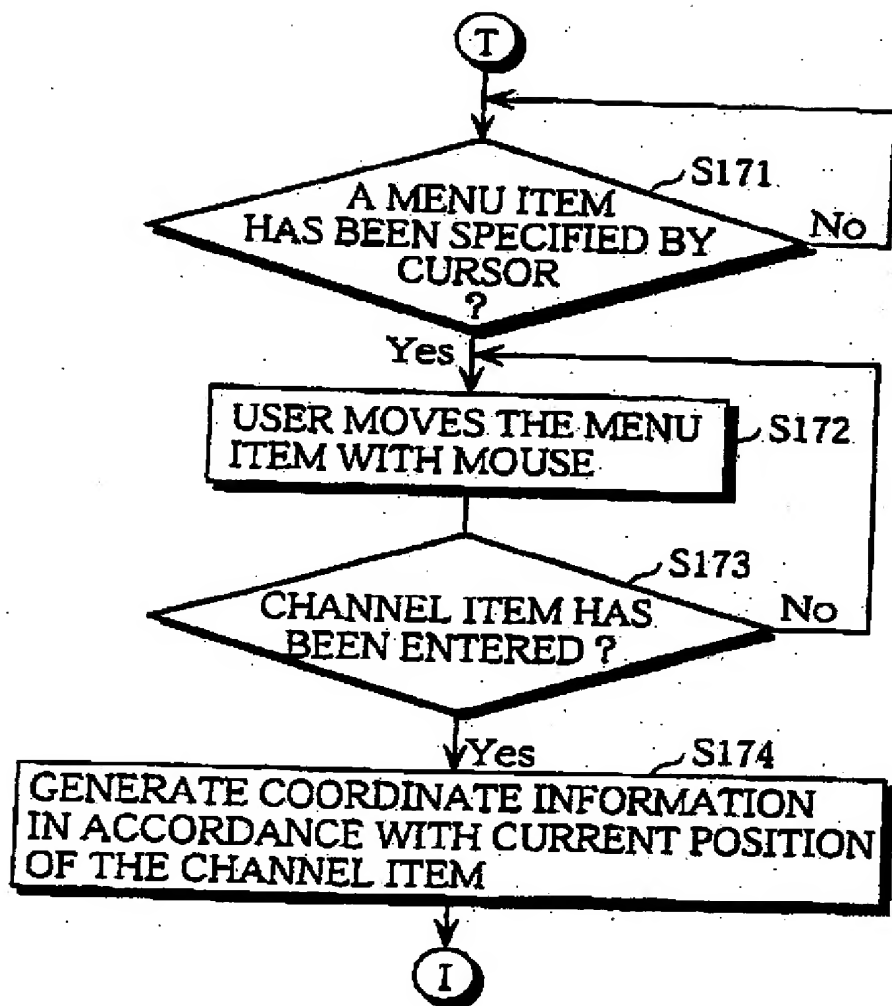 T
S171
A MENU ITEM
HAS BEEN SPECIFIED BY
CURSOR
?
No
Yes
USER MOVES THE MENU
ITEM WITH MOUSE
S172
S173
CHANNEL ITEM HAS
BEEN ENTERED ?
No
Yes
S174
GENERATE COORDINATE INFORMATION
IN ACCORDANCE WITH CURRENT POSITION
OF THE CHANNEL ITEM
I